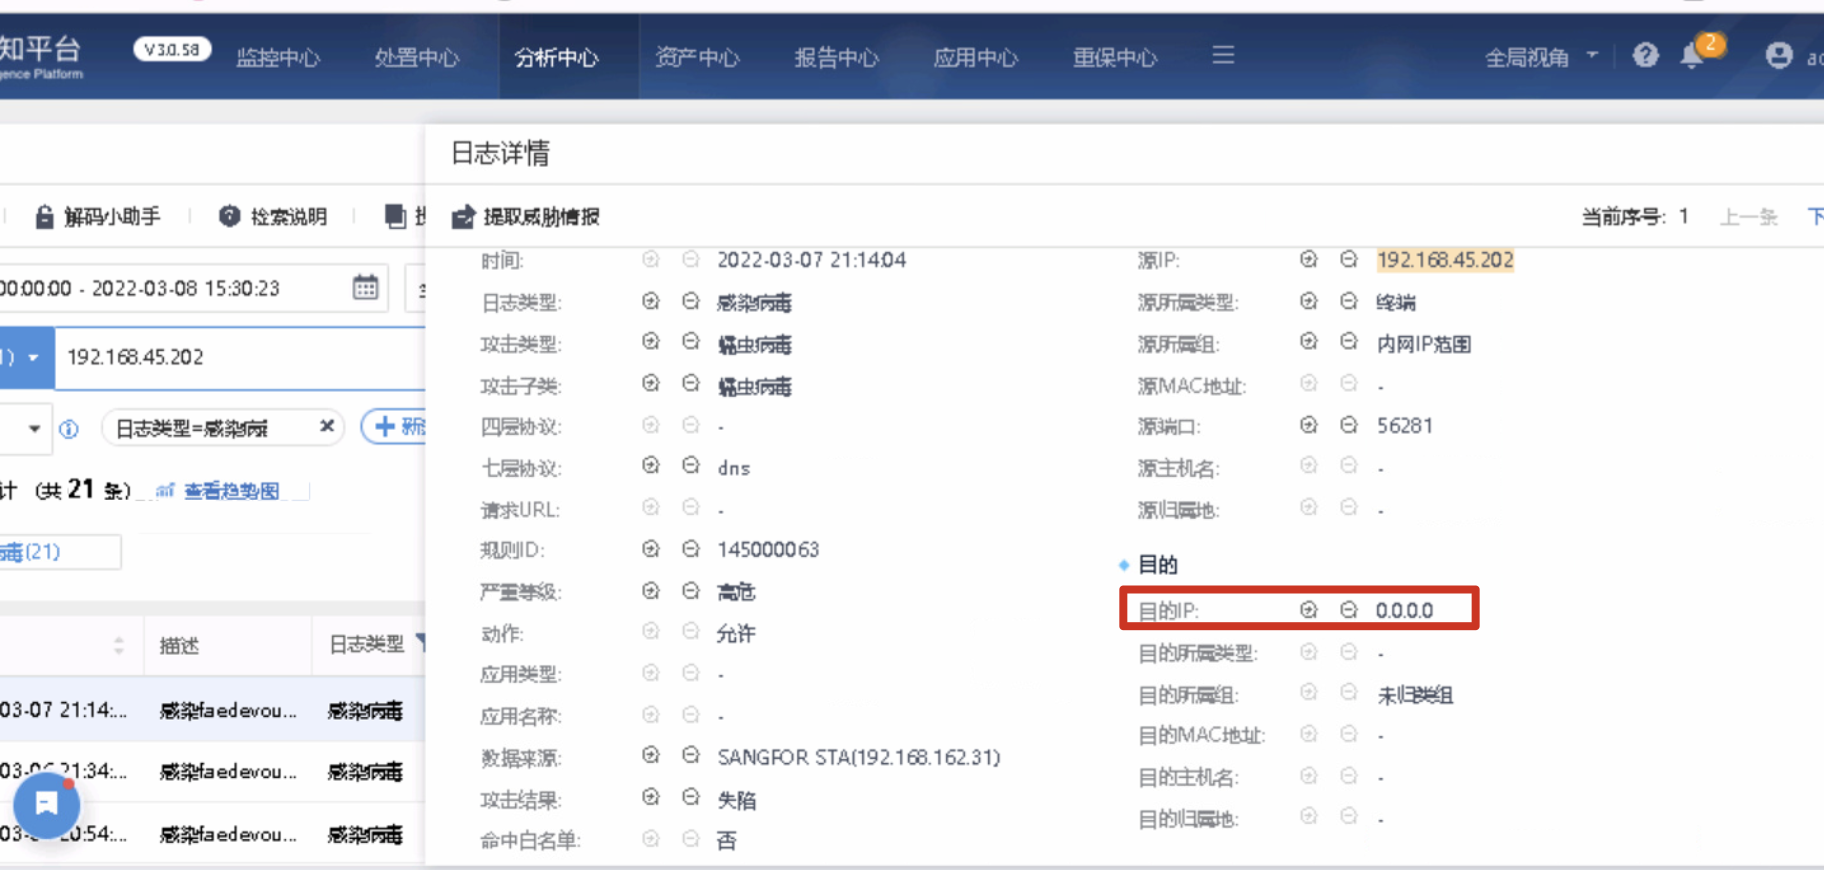 知平台 V3.0.58 监控中心 处置中心 分析中心 资产中心 报告中心 应用中心 重保中心 全局视角 2
Platform
日志详情
解码小助手 检索说明 提取威胁情报 当前序号: 1 上一条 下
时间: 2022-03-07 21:14:04 源IP: 192.168.45.202
00:00:00 - 2022-03-08 15:30:23
日志类型: 感染病毒 源所属类型: 终端
攻击类型: 蠕虫病毒 源所属组: 内网IP范围
192.168.45.202
攻击子类: 蠕虫病毒 源MAC地址: -
日志类型=感染病毒 新
四层协议: - 源端口: 56281
七层协议: dns 源主机名: -
计 (共 21 条) 查看趋势图
请求URL: - 源归属地: -
病毒(21)
规则ID: 145000063 目的
严重等级: 高危 目的IP: 0.0.0.0
动作: 允许
描述 日志类型
目的所属类型: -
应用类型: - 目的所属组: 未归类组
应用名称: - 目的MAC地址: -
03-07 21:14:... 感染faedevou... 感染病毒
数据来源: SANGFOR STA(192.168.162.31) 目的主机名: -
21:34:... 感染faedevou... 感染病毒
攻击结果: 失陷 目的归属地: -
0:54:... 感染faedevou... 感染病毒
命中白名单: 否